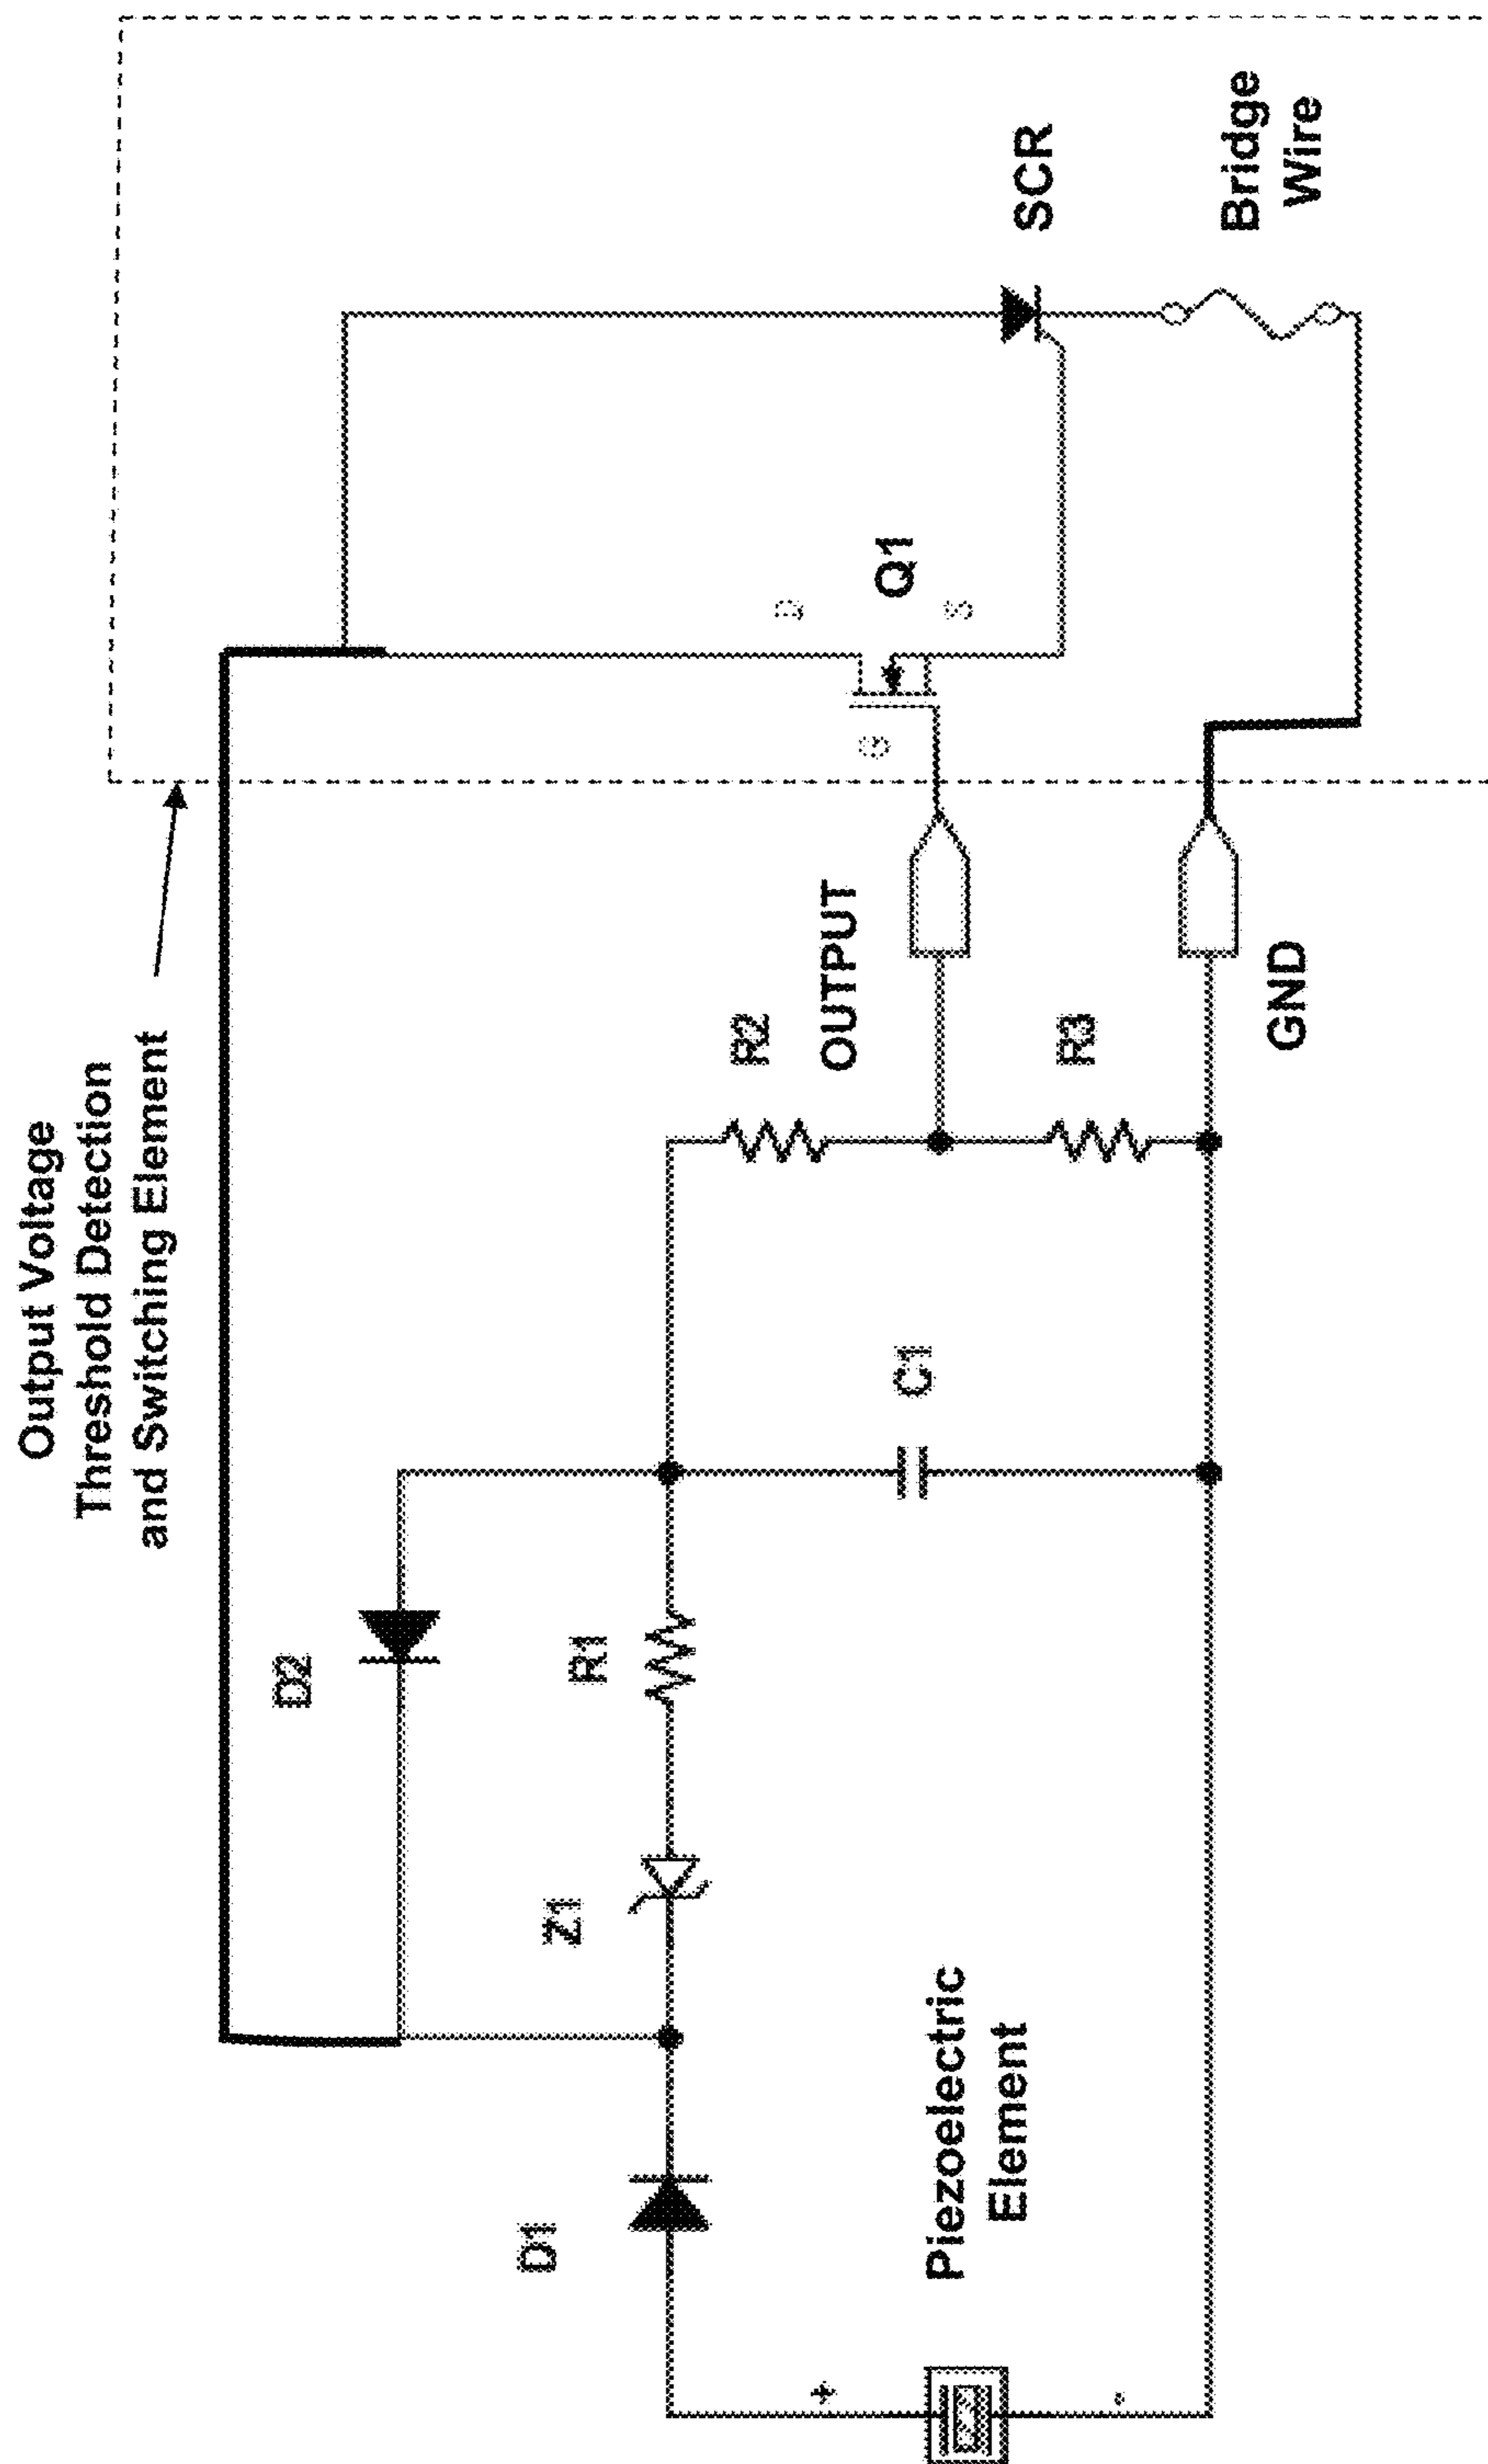 Output Voltage
Threshold Detection
and Switching Element
D2
D1
Z1
R1
C1
R2
OUTPUT
R3
GND
Piezoelectric
Element
+
-
D
G
S
Q1
SCR
Bridge
Wire